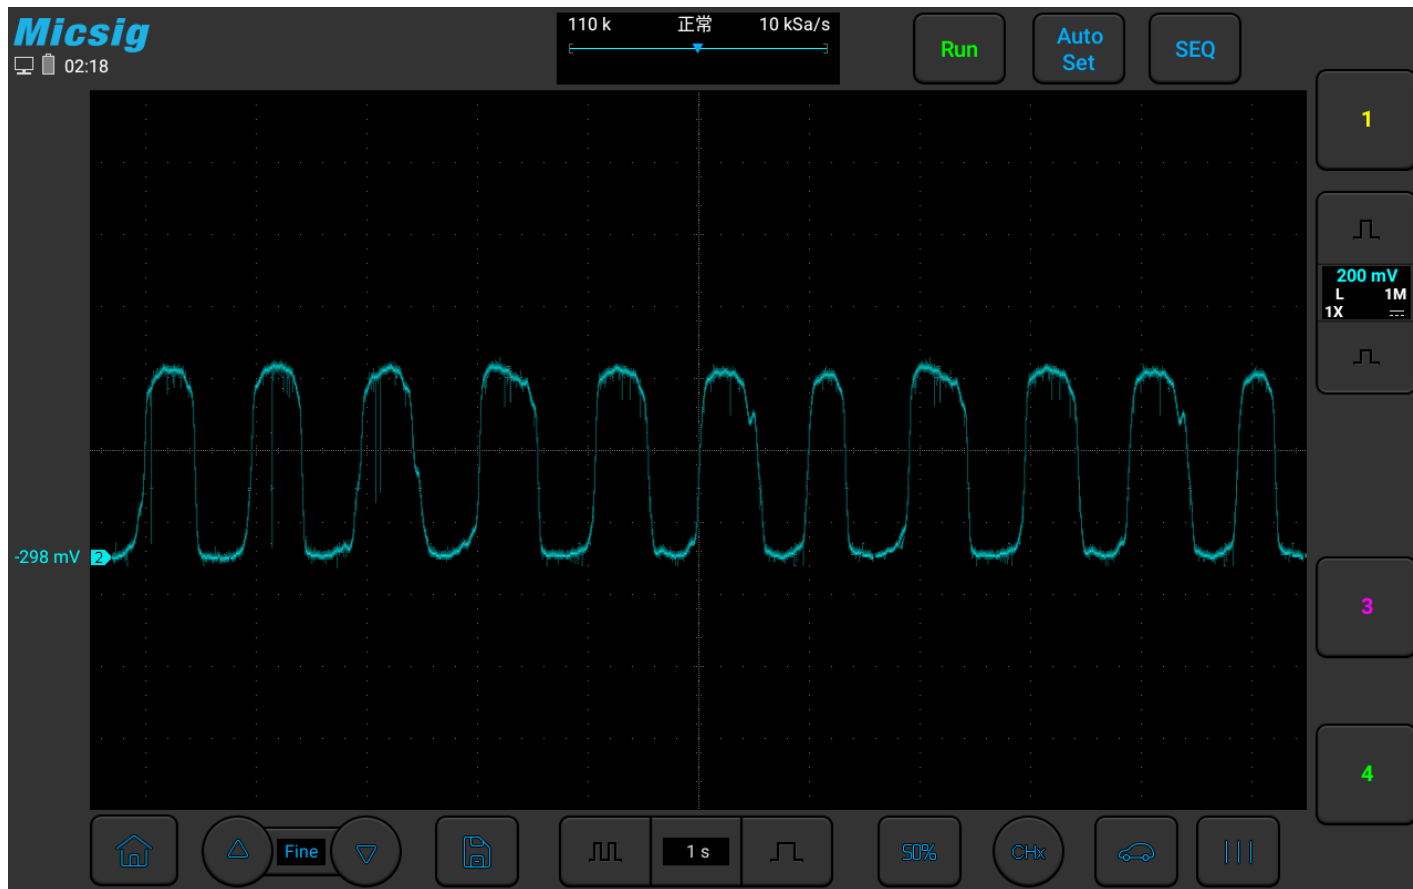 Micsig
02:18
110 k 正常 10 kSa/s
Run
Auto
Set
SEQ
1
200 mV
L 1M
1X
-298 mV 2
3
4
Fine
1 s
50%
CHx